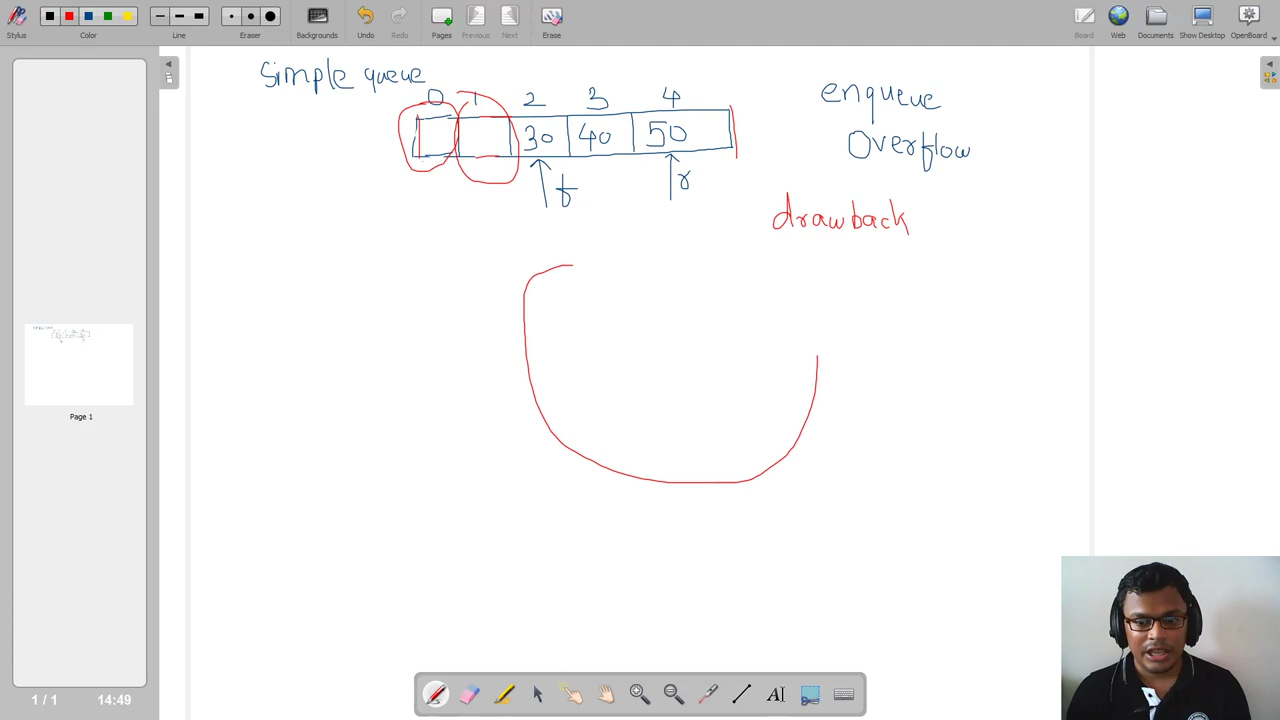 Stylus Color Line Eraser Backgrounds Undo Redo Pages Previous Next Erase Board Web Documents Show Desktop OpenBoard
Simple queue
0 1 2 3 4
30 40 50
f r
enqueue
Overflow
drawback
Page 1
1 / 1 14:49